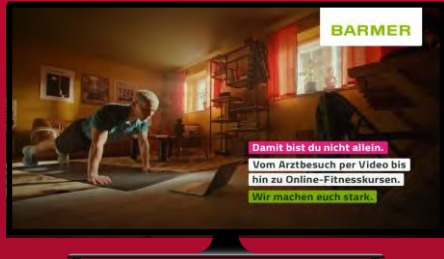 BARMER
Damit bist du nicht allein.
Vom Arztbesuch per Video bis
hin zu Online-Fitnesskursen.
Wir machen euch stark.